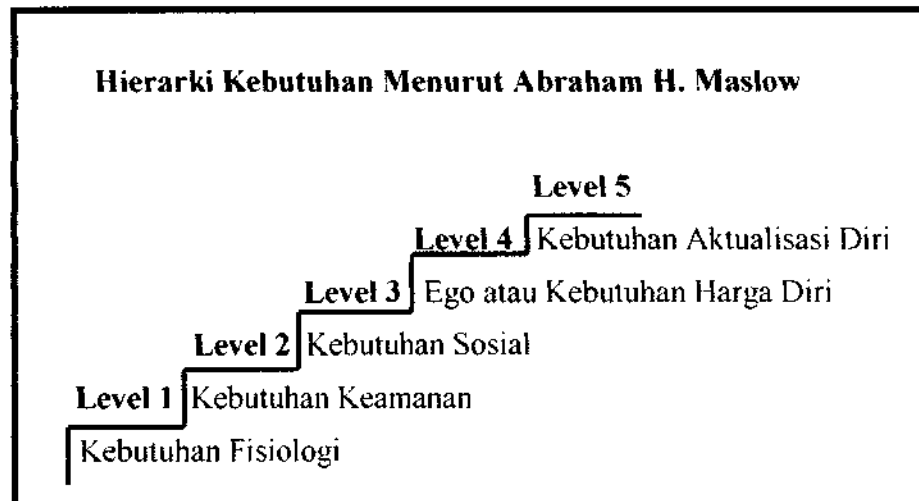 Hierarki Kebutuhan Menurut Abraham H. Maslow
Level 5
Level 4 Kebutuhan Aktualisasi Diri
Level 3 Ego atau Kebutuhan Harga Diri
Level 2 Kebutuhan Sosial
Level 1 Kebutuhan Keamanan
Kebutuhan Fisiologi